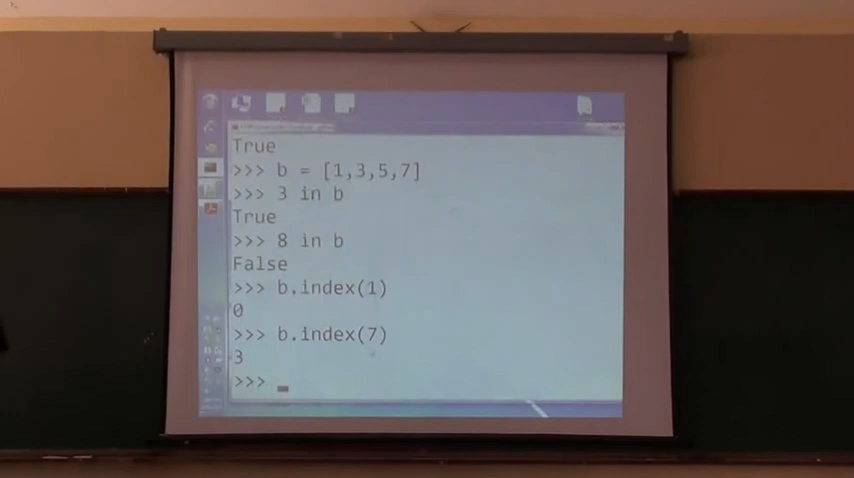 True
>>> b = [1,3,5,7]
>>> 3 in b
True
>>> 8 in b
False
>>> b.index(1)
0
>>> b.index(7)
3
>>> _